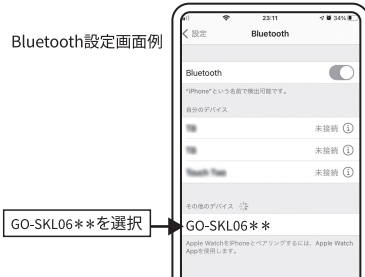 Bluetooth設定画面例
23:11
34%
設定
Bluetooth
Bluetooth
"iPhone"という名前で検出可能です。
自分のデバイス
未接続
未接続
未接続
その他のデバイス
GO-SKL06＊＊を選択
GO-SKL06＊＊
Apple WatchをiPhoneとペアリングするには、Apple Watch
Appを使用します。